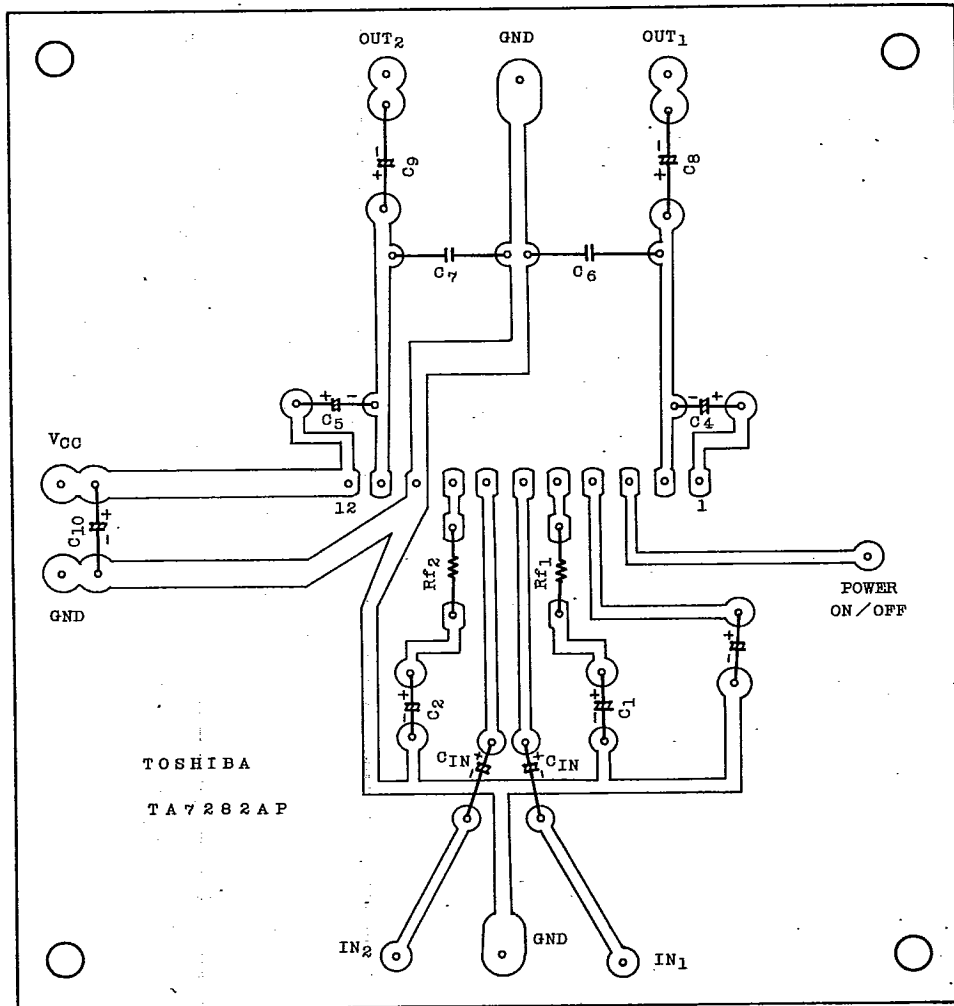 OUT₂
GND
OUT₁
- + C₉
- + C₈
C₇
C₆
+ -
C₅
- +
C₄
VCC
12
1
C₁₀ + -
Rf₂
Rf₁
GND
POWER
ON/OFF
+ -
+ - C₂
+ - C₁
CIN + -
+ - CIN
TOSHIBA
TA7282AP
IN₂
GND
IN₁